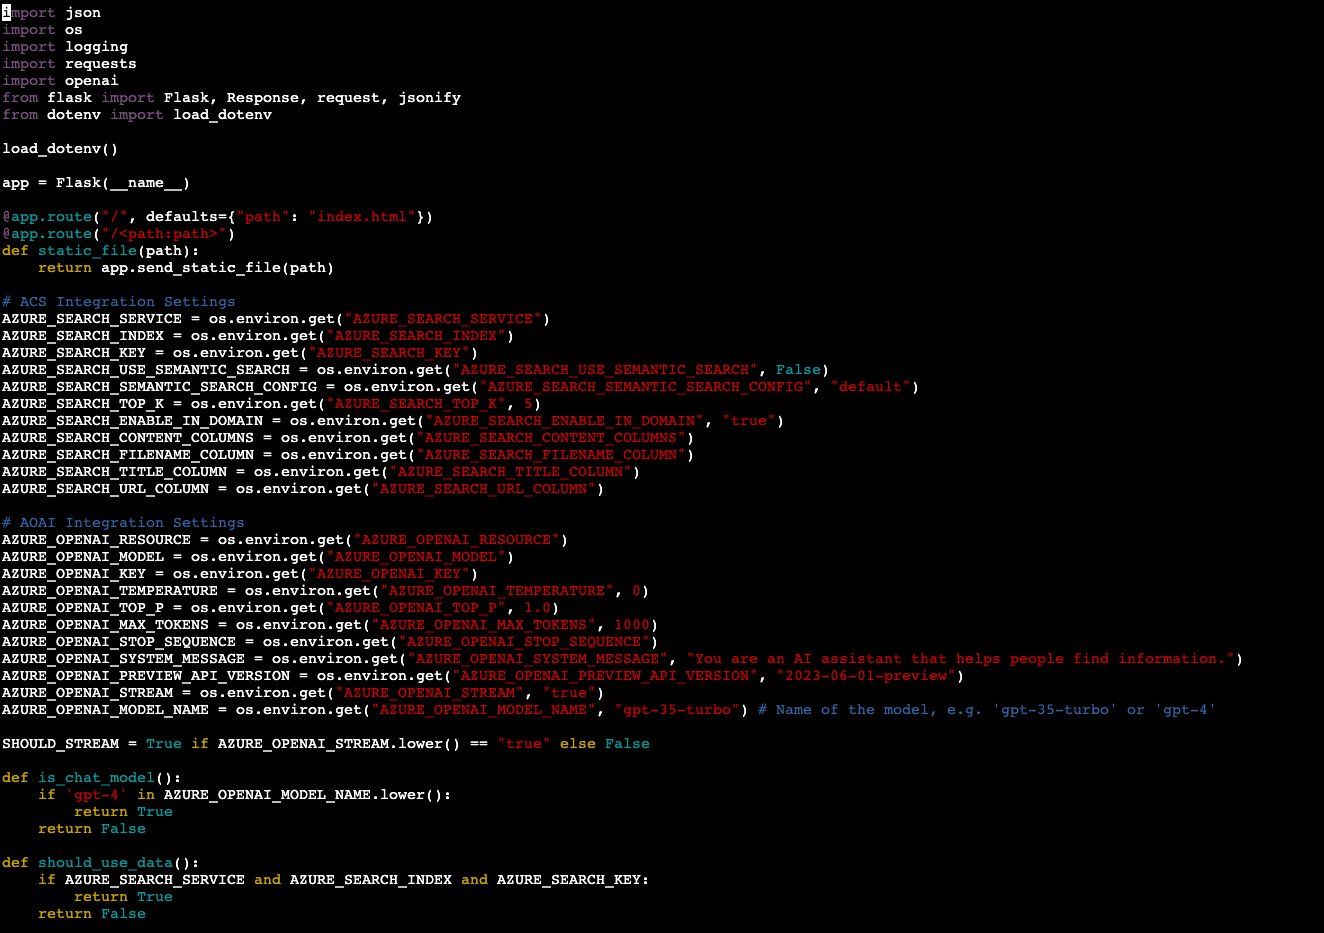 import json
import os
import logging
import requests
import openai
from flask import Flask, Response, request, jsonify
from dotenv import load_dotenv

load_dotenv()

app = Flask(__name__)

@app.route("/", defaults={"path": "index.html"})
@app.route("/<path:path>")
def static_file(path):
    return app.send_static_file(path)

# ACS Integration Settings
AZURE_SEARCH_SERVICE = os.environ.get("AZURE_SEARCH_SERVICE")
AZURE_SEARCH_INDEX = os.environ.get("AZURE_SEARCH_INDEX")
AZURE_SEARCH_KEY = os.environ.get("AZURE_SEARCH_KEY")
AZURE_SEARCH_USE_SEMANTIC_SEARCH = os.environ.get("AZURE_SEARCH_USE_SEMANTIC_SEARCH", False)
AZURE_SEARCH_SEMANTIC_SEARCH_CONFIG = os.environ.get("AZURE_SEARCH_SEMANTIC_SEARCH_CONFIG", "default")
AZURE_SEARCH_TOP_K = os.environ.get("AZURE_SEARCH_TOP_K", 5)
AZURE_SEARCH_ENABLE_IN_DOMAIN = os.environ.get("AZURE_SEARCH_ENABLE_IN_DOMAIN", "true")
AZURE_SEARCH_CONTENT_COLUMNS = os.environ.get("AZURE_SEARCH_CONTENT_COLUMNS")
AZURE_SEARCH_FILENAME_COLUMN = os.environ.get("AZURE_SEARCH_FILENAME_COLUMN")
AZURE_SEARCH_TITLE_COLUMN = os.environ.get("AZURE_SEARCH_TITLE_COLUMN")
AZURE_SEARCH_URL_COLUMN = os.environ.get("AZURE_SEARCH_URL_COLUMN")

# AOAI Integration Settings
AZURE_OPENAI_RESOURCE = os.environ.get("AZURE_OPENAI_RESOURCE")
AZURE_OPENAI_MODEL = os.environ.get("AZURE_OPENAI_MODEL")
AZURE_OPENAI_KEY = os.environ.get("AZURE_OPENAI_KEY")
AZURE_OPENAI_TEMPERATURE = os.environ.get("AZURE_OPENAI_TEMPERATURE", 0)
AZURE_OPENAI_TOP_P = os.environ.get("AZURE_OPENAI_TOP_P", 1.0)
AZURE_OPENAI_MAX_TOKENS = os.environ.get("AZURE_OPENAI_MAX_TOKENS", 1000)
AZURE_OPENAI_STOP_SEQUENCE = os.environ.get("AZURE_OPENAI_STOP_SEQUENCE")
AZURE_OPENAI_SYSTEM_MESSAGE = os.environ.get("AZURE_OPENAI_SYSTEM_MESSAGE", "You are an AI assistant that helps people find information.")
AZURE_OPENAI_PREVIEW_API_VERSION = os.environ.get("AZURE_OPENAI_PREVIEW_API_VERSION", "2023-06-01-preview")
AZURE_OPENAI_STREAM = os.environ.get("AZURE_OPENAI_STREAM", "true")
AZURE_OPENAI_MODEL_NAME = os.environ.get("AZURE_OPENAI_MODEL_NAME", "gpt-35-turbo") # Name of the model, e.g. 'gpt-35-turbo' or 'gpt-4'

SHOULD_STREAM = True if AZURE_OPENAI_STREAM.lower() == "true" else False

def is_chat_model():
    if 'gpt-4' in AZURE_OPENAI_MODEL_NAME.lower():
        return True
    return False

def should_use_data():
    if AZURE_SEARCH_SERVICE and AZURE_SEARCH_INDEX and AZURE_SEARCH_KEY:
        return True
    return False